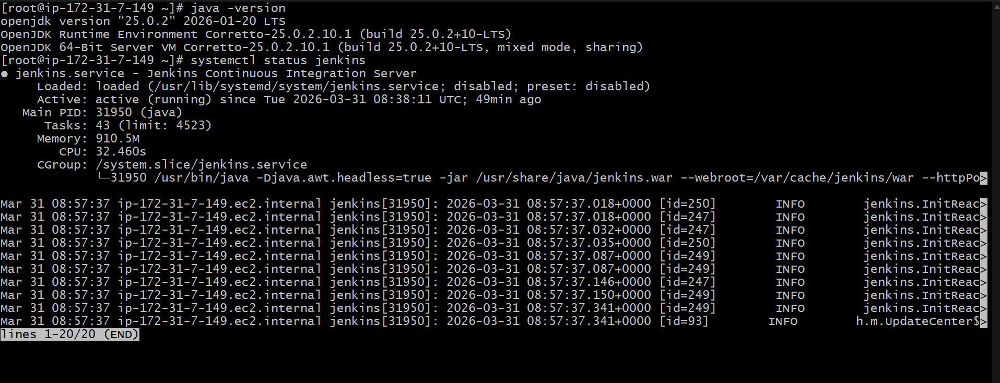 [root@ip-172-31-7-149 ~]# java -version
openjdk version "25.0.2" 2026-01-20 LTS
OpenJDK Runtime Environment Corretto-25.0.2.10.1 (build 25.0.2+10-LTS)
OpenJDK 64-Bit Server VM Corretto-25.0.2.10.1 (build 25.0.2+10-LTS, mixed mode, sharing)
[root@ip-172-31-7-149 ~]# systemctl status jenkins
● jenkins.service - Jenkins Continuous Integration Server
     Loaded: loaded (/usr/lib/systemd/system/jenkins.service; disabled; preset: disabled)
     Active: active (running) since Tue 2026-03-31 08:38:11 UTC; 49min ago
   Main PID: 31950 (java)
      Tasks: 43 (limit: 4523)
     Memory: 910.5M
        CPU: 32.460s
     CGroup: /system.slice/jenkins.service
             └─31950 /usr/bin/java -Djava.awt.headless=true -jar /usr/share/java/jenkins.war --webroot=/var/cache/jenkins/war --httpPo>
Mar 31 08:57:37 ip-172-31-7-149.ec2.internal jenkins[31950]: 2026-03-31 08:57:37.018+0000 [id=250]        INFO        jenkins.InitReac>
Mar 31 08:57:37 ip-172-31-7-149.ec2.internal jenkins[31950]: 2026-03-31 08:57:37.018+0000 [id=247]        INFO        jenkins.InitReac>
Mar 31 08:57:37 ip-172-31-7-149.ec2.internal jenkins[31950]: 2026-03-31 08:57:37.032+0000 [id=247]        INFO        jenkins.InitReac>
Mar 31 08:57:37 ip-172-31-7-149.ec2.internal jenkins[31950]: 2026-03-31 08:57:37.035+0000 [id=250]        INFO        jenkins.InitReac>
Mar 31 08:57:37 ip-172-31-7-149.ec2.internal jenkins[31950]: 2026-03-31 08:57:37.087+0000 [id=249]        INFO        jenkins.InitReac>
Mar 31 08:57:37 ip-172-31-7-149.ec2.internal jenkins[31950]: 2026-03-31 08:57:37.087+0000 [id=249]        INFO        jenkins.InitReac>
Mar 31 08:57:37 ip-172-31-7-149.ec2.internal jenkins[31950]: 2026-03-31 08:57:37.146+0000 [id=247]        INFO        jenkins.InitReac>
Mar 31 08:57:37 ip-172-31-7-149.ec2.internal jenkins[31950]: 2026-03-31 08:57:37.150+0000 [id=249]        INFO        jenkins.InitReac>
Mar 31 08:57:37 ip-172-31-7-149.ec2.internal jenkins[31950]: 2026-03-31 08:57:37.341+0000 [id=249]        INFO        jenkins.InitReac>
Mar 31 08:57:37 ip-172-31-7-149.ec2.internal jenkins[31950]: 2026-03-31 08:57:37.341+0000 [id=93]        INFO        h.m.UpdateCenter$>
lines 1-20/20 (END)